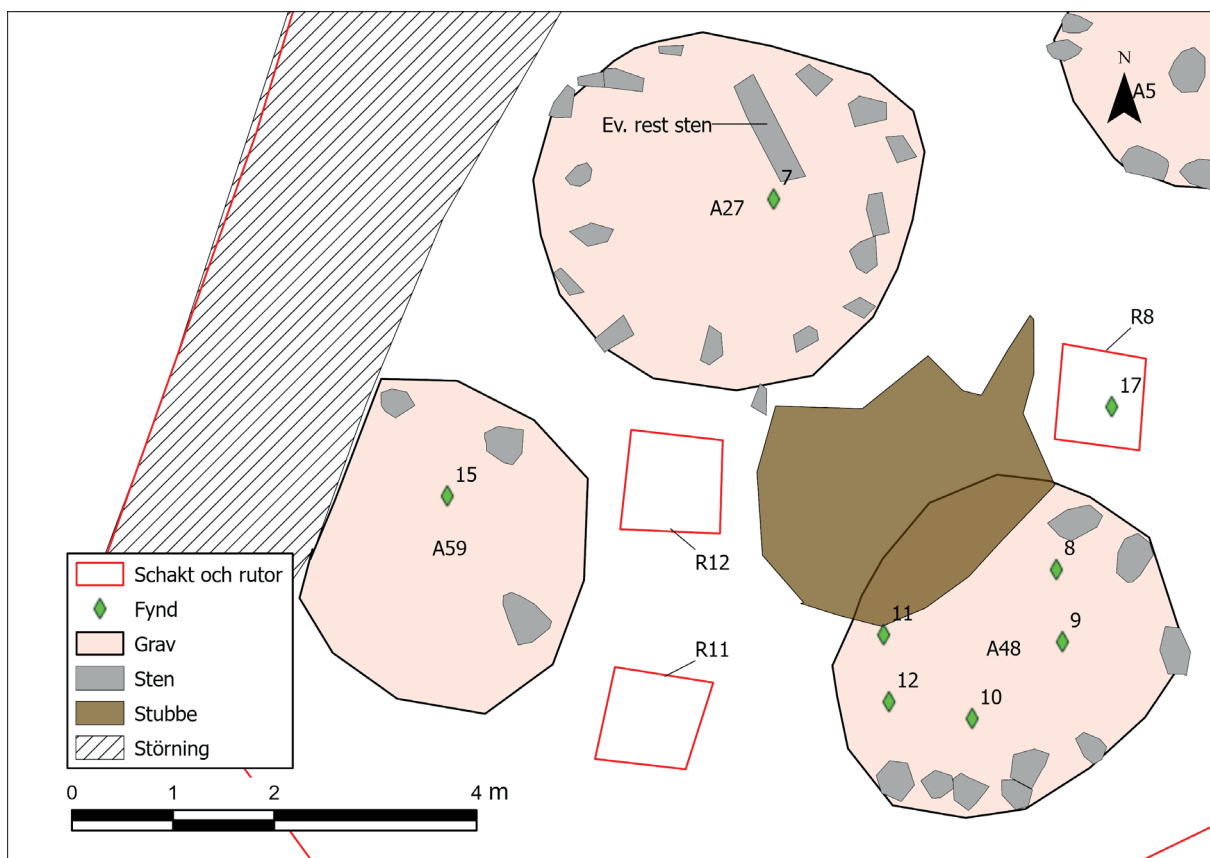 N
A5
Ev. rest sten
7
A27
R8
17
15
A59
R12
8
11
9
A48
R11
12
10
Schakt och rutor
Fynd
Grav
Sten
Stubbe
Störning
0 1 2 4 m